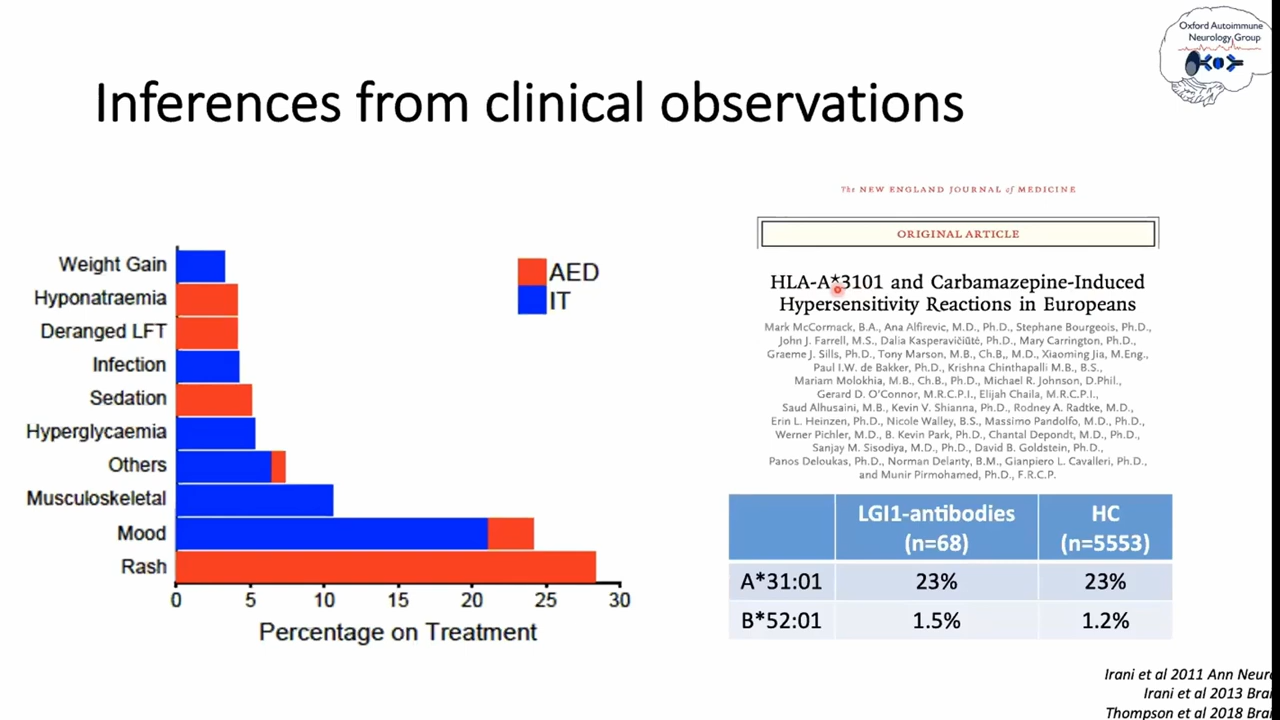 Oxford Autoimmune
Neurology Group
Inferences from clinical observations
Weight Gain
Hyponatraemia
Deranged LFT
Infection
Sedation
Hyperglycaemia
Others
Musculoskeletal
Mood
Rash
0 5 10 15 20 25 30
Percentage on Treatment
AED
IT
The NEW ENGLAND JOURNAL of MEDICINE
ORIGINAL ARTICLE
HLA-A*3101 and Carbamazepine-Induced
Hypersensitivity Reactions in Europeans
Mark McCormack, B.A., Ana Alfirevic, M.D., Ph.D., Stephane Bourgeois, Ph.D.,
John J. Farrell, M.S., Dalia Kasperavičiūtė, Ph.D., Mary Carrington, Ph.D.,
Graeme J. Sills, Ph.D., Tony Marson, M.B., Ch.B., M.D., Xiaoming Jia, M.Eng.,
Paul I.W. de Bakker, Ph.D., Krishna Chinthapalli M.B., B.S.,
Mariam Molokhia, M.B., Ch.B., Ph.D., Michael R. Johnson, D.Phil.,
Gerard D. O'Connor, M.R.C.P.I., Elijah Chaila, M.R.C.P.I.,
Saud Alhusaini, M.B., Kevin V. Shianna, Ph.D., Rodney A. Radtke, M.D.,
Erin L. Heinzen, Ph.D., Nicole Walley, B.S., Massimo Pandolfo, M.D., Ph.D.,
Werner Pichler, M.D., B. Kevin Park, Ph.D., Chantal Depondt, M.D., Ph.D.,
Sanjay M. Sisodiya, M.D., Ph.D., David B. Goldstein, Ph.D.,
Panos Deloukas, Ph.D., Norman Delanty, B.M., Gianpiero L. Cavalleri, Ph.D.,
and Munir Pirmohamed, Ph.D., F.R.C.P.
LGI1-antibodies HC
(n=68) (n=5553)
A*31:01 23% 23%
B*52:01 1.5% 1.2%
Irani et al 2011 Ann Neuro
Irani et al 2013 Brai
Thompson et al 2018 Brai